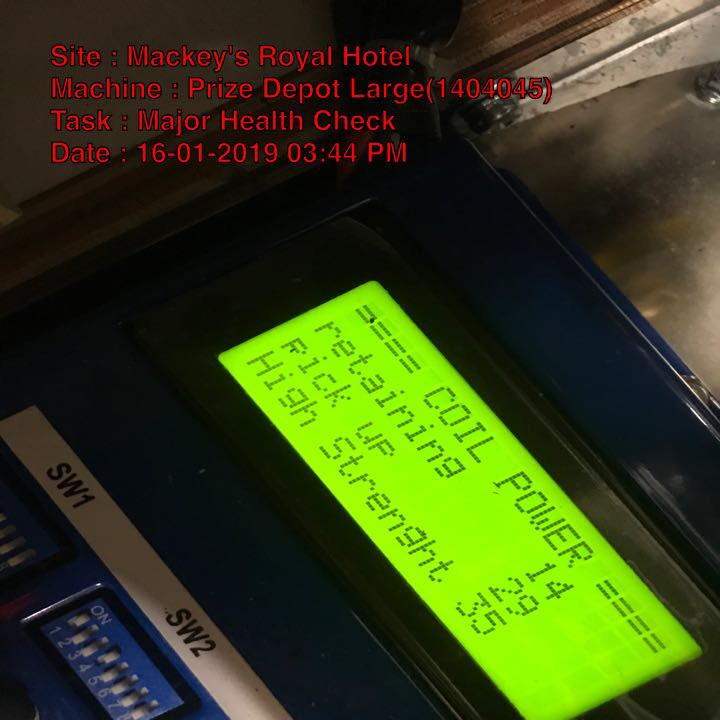 Site : Mackey's Royal Hotel
Machine : Prize Depot Large(1404045)
Task : Major Health Check
Date : 16-01-2019 03:44 PM
==== COIL POWER ====
retaining 14
Pick up 29
High Strenght 35
SW1
SW2
ON
1 2 3 4 5 6 7 8